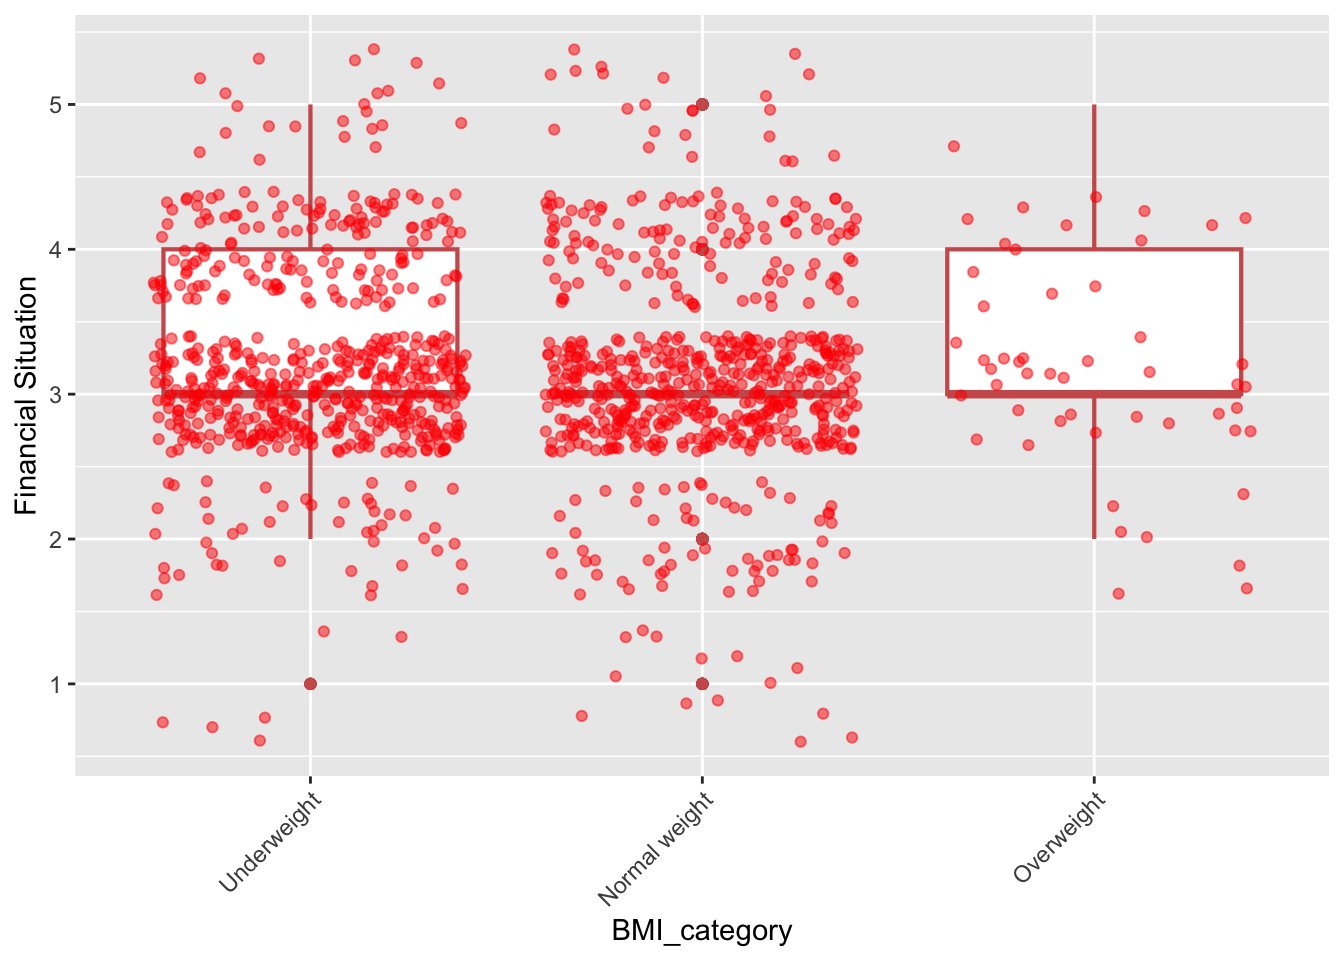 Financial Situation
5
4
3
2
1
Underweight
Normal weight
Overweight
BMI_category